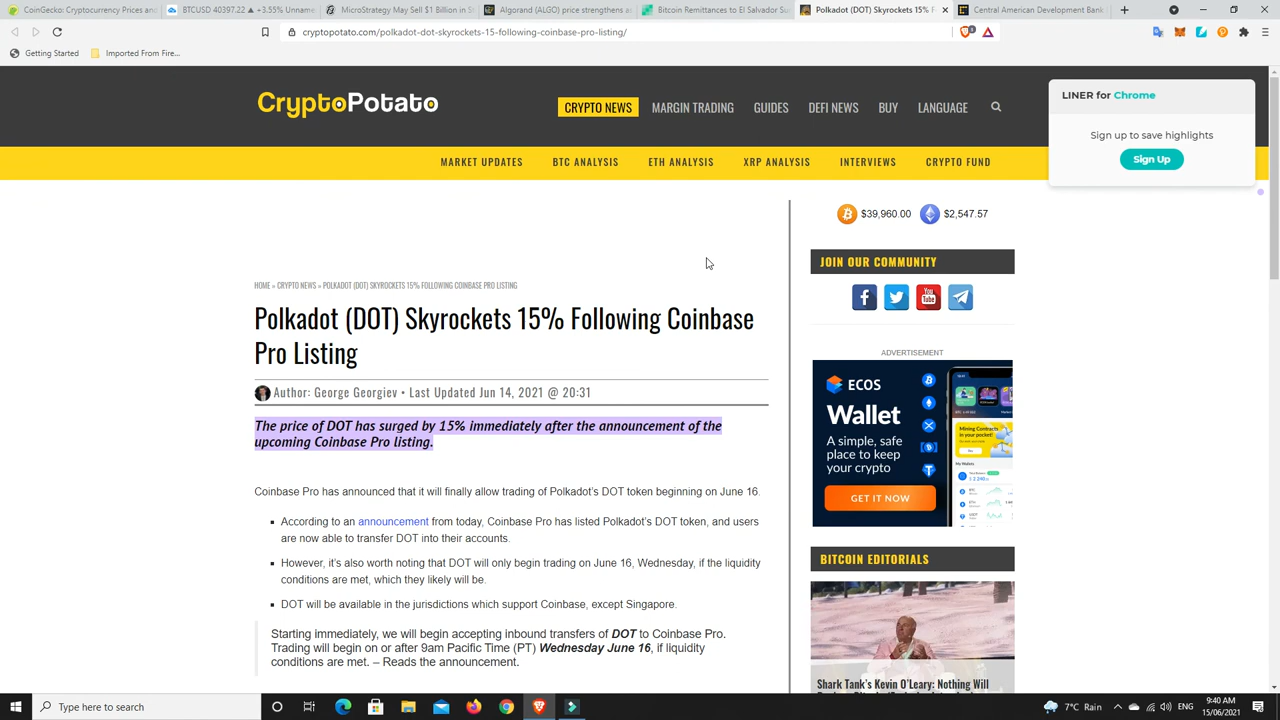 CoinGecko: Cryptocurrency Prices and
BTCUSD 40397.22 ▲ +3.55% Unname
MicroStrategy May Sell $1 Billion in S
Algorand (ALGO) price strengthens as
Bitcoin Remittances to El Salvador Su
Polkadot (DOT) Skyrockets 15% F
Central American Development Bank
cryptopotato.com/polkadot-dot-skyrockets-15-following-coinbase-pro-listing/
Getting Started
Imported From Fire...
CryptoPotato
CRYPTO NEWS
MARGIN TRADING
GUIDES
DEFI NEWS
BUY
LANGUAGE
LINER for Chrome
Sign up to save highlights
Sign Up
MARKET UPDATES
BTC ANALYSIS
ETH ANALYSIS
XRP ANALYSIS
INTERVIEWS
CRYPTO FUND
$39,960.00
$2,547.57
JOIN OUR COMMUNITY
You
Tube
HOME » CRYPTO NEWS » POLKADOT (DOT) SKYROCKETS 15% FOLLOWING COINBASE PRO LISTING
Polkadot (DOT) Skyrockets 15% Following Coinbase
Pro Listing
Author: George Georgiev • Last Updated Jun 14, 2021 @ 20:31
The price of DOT has surged by 15% immediately after the announcement of the
upcoming Coinbase Pro listing.
Coinbase Pro has announced that it will finally allow trading of Polkadot's DOT token beginning on June 16.
According to an announcement from today, Coinbase Pro has listed Polkadot's DOT token, and users
are now able to transfer DOT into their accounts.
However, it's also worth noting that DOT will only begin trading on June 16, Wednesday, if the liquidity
conditions are met, which they likely will be.
DOT will be available in the jurisdictions which support Coinbase, except Singapore.
Starting immediately, we will begin accepting inbound transfers of DOT to Coinbase Pro.
Trading will begin on or after 9am Pacific Time (PT) Wednesday June 16, if liquidity
conditions are met. – Reads the announcement.
ADVERTISEMENT
ECOS
Wallet
A simple, safe
place to keep
your crypto
GET IT NOW
Mining Contracts
in your pocket!
BITCOIN EDITORIALS
Shark Tank's Kevin O'Leary: Nothing Will
Type here to search
7°C Rain
ENG
9:40 AM
15/06/2021